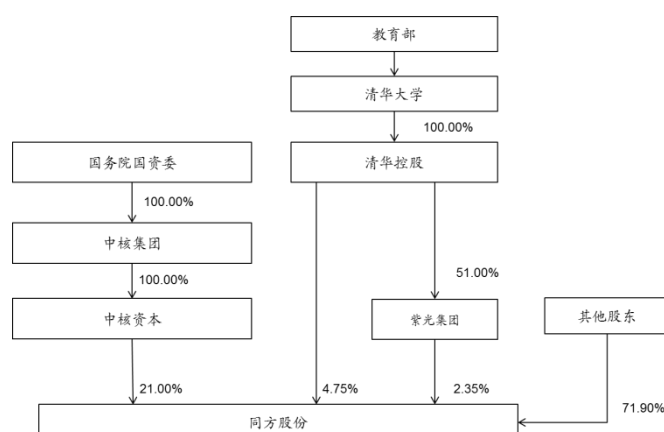 教育部
清华大学
100.00%
国务院国资委
清华控股
100.00%
中核集团
100.00%
51.00%
中核资本
紫光集团
其他股东
21.00%
4.75%
2.35%
71.90%
同方股份